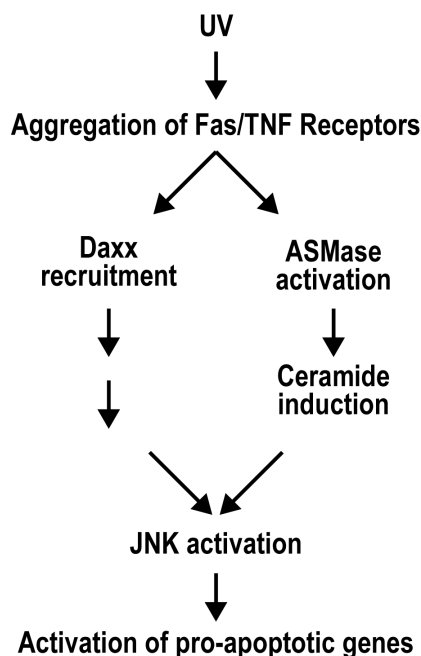 UV
Aggregation of Fas/TNF Receptors
Daxx
recruitment
ASMase
activation
Ceramide
induction
JNK activation
Activation of pro-apoptotic genes